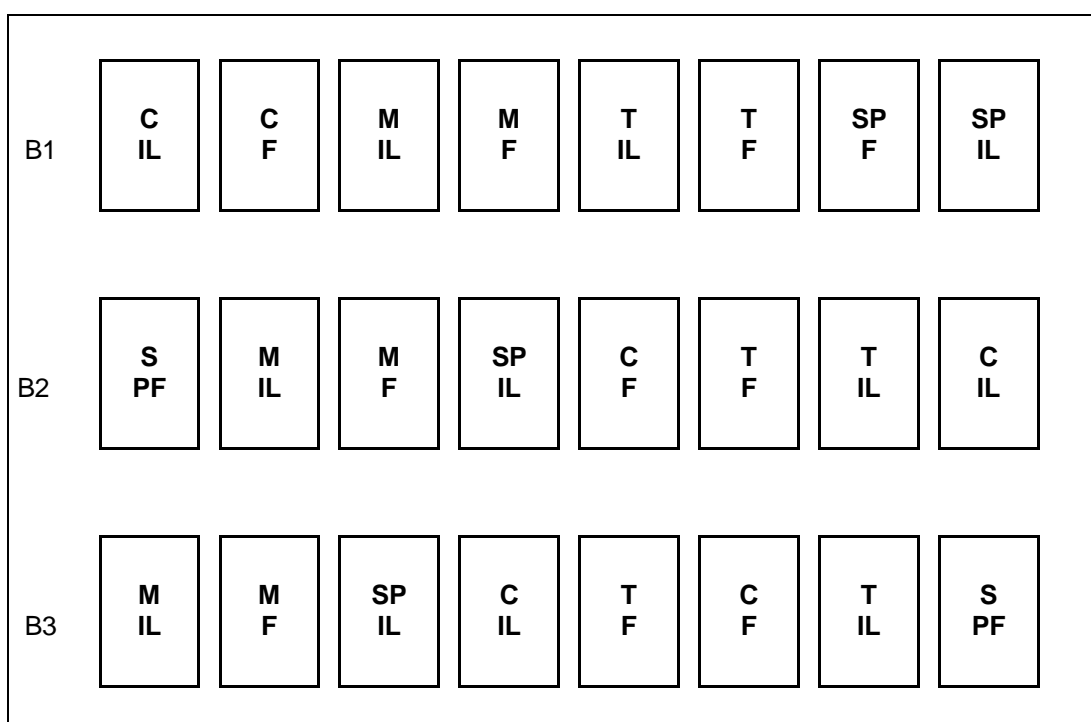 C C M M T T SP SP
B1 IL F IL F IL F F IL
S M M SP C T T C
B2 PF IL F IL F F IL IL
M M SP C T C T S
B3 IL F IL IL F F IL PF